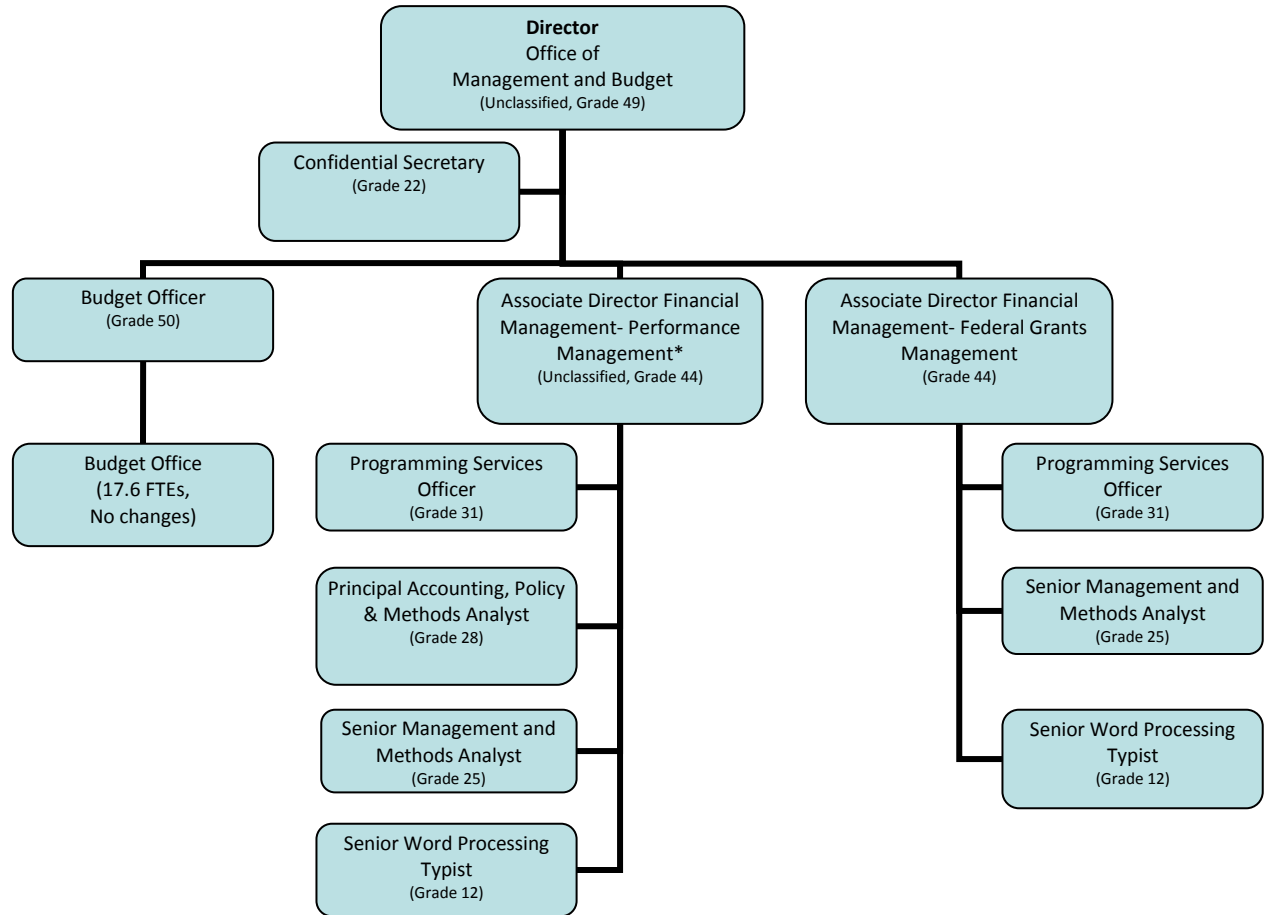 Director
Office of
Management and Budget
(Unclassified, Grade 49)
Confidential Secretary
(Grade 22)
Budget Officer
(Grade 50)
Associate Director Financial
Management- Performance
Management*
(Unclassified, Grade 44)
Associate Director Financial
Management- Federal Grants
Management
(Grade 44)
Budget Office
(17.6 FTEs,
No changes)
Programming Services
Officer
(Grade 31)
Principal Accounting, Policy
& Methods Analyst
(Grade 28)
Senior Management and
Methods Analyst
(Grade 25)
Senior Word Processing
Typist
(Grade 12)
Programming Services
Officer
(Grade 31)
Senior Management and
Methods Analyst
(Grade 25)
Senior Word Processing
Typist
(Grade 12)